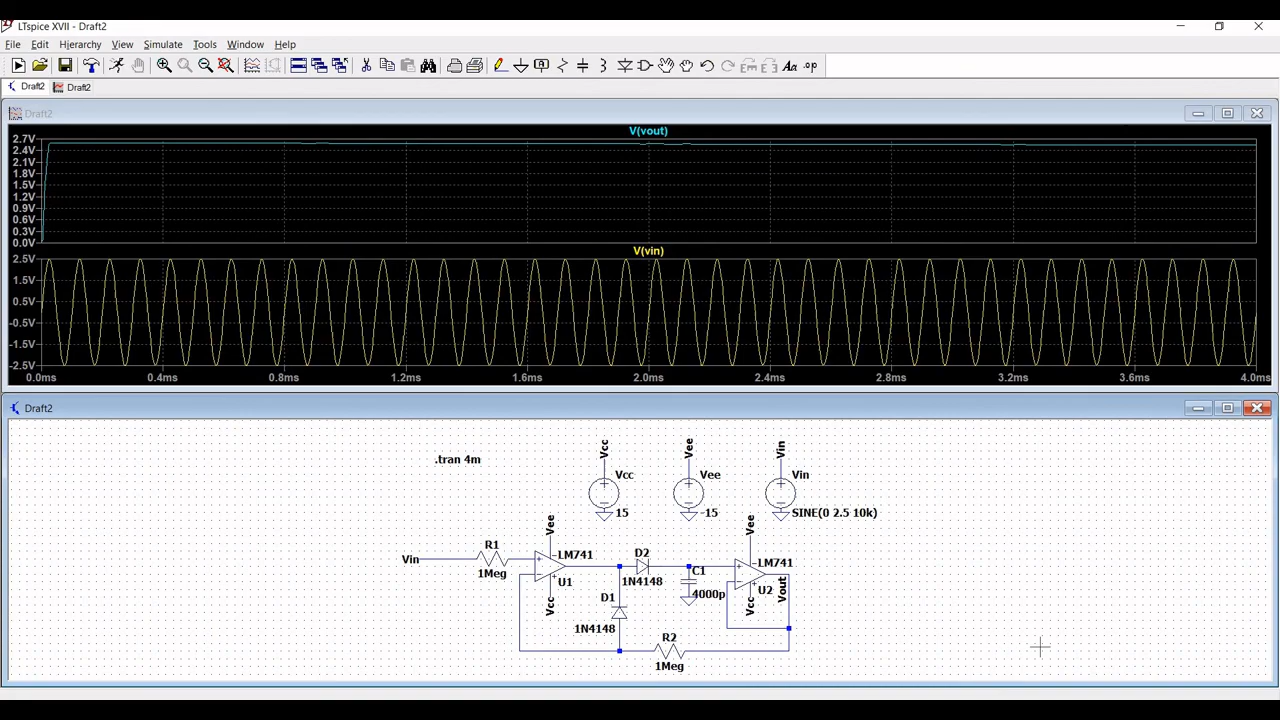 LTspice XVII - Draft2
File Edit Hierarchy View Simulate Tools Window Help
Draft2 Draft2
Draft2
V(vout)
2.7V
2.4V
2.1V
1.8V
1.5V
1.2V
0.9V
0.6V
0.3V
0.0V
V(vin)
2.5V
1.5V
0.5V
-0.5V
-1.5V
-2.5V
0.0ms 0.4ms 0.8ms 1.2ms 1.6ms 2.0ms 2.4ms 2.8ms 3.2ms 3.6ms 4.0ms
Draft2
.tran 4m
Vcc
Vee
Vin
Vcc
15
Vee
-15
Vin
SINE(0 2.5 10k)
Vin
R1
1Meg
Vee
LM741
U1
Vcc
D2
1N4148
D1
1N4148
C1
4000p
Vee
LM741
U2
Vcc
Vout
R2
1Meg